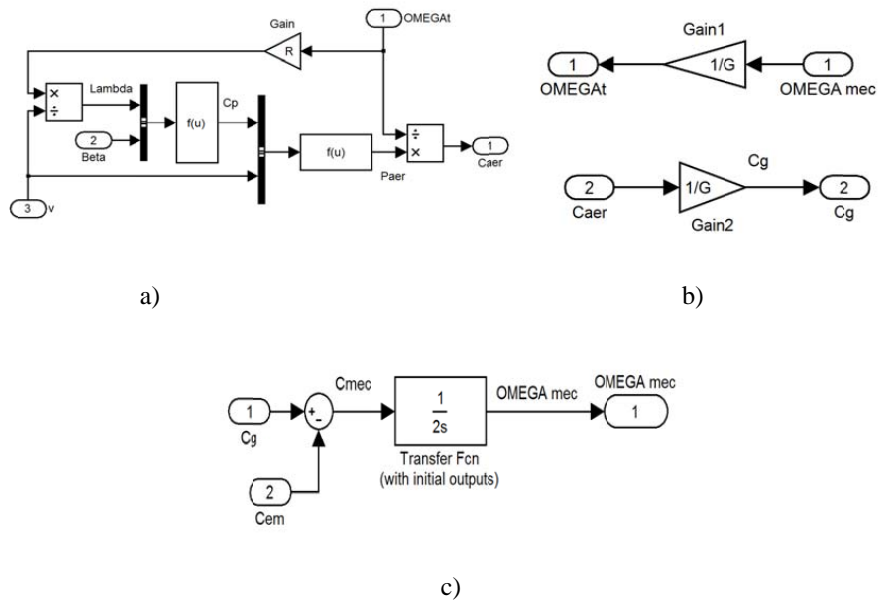 Gain
1
OMEGAt
R
×
÷
Lambda
2
Beta
f(u)
Cp
f(u)
Paer
÷
×
1
Caer
3
v
a)
Gain1
1
OMEGAt
1/G
1
OMEGA mec
2
Caer
1/G
Gain2
Cg
2
Cg
b)
1
Cg
+
-
Cmec
2
Cem
1
2s
Transfer Fcn
(with initial outputs)
OMEGA mec
OMEGA mec
1
c)